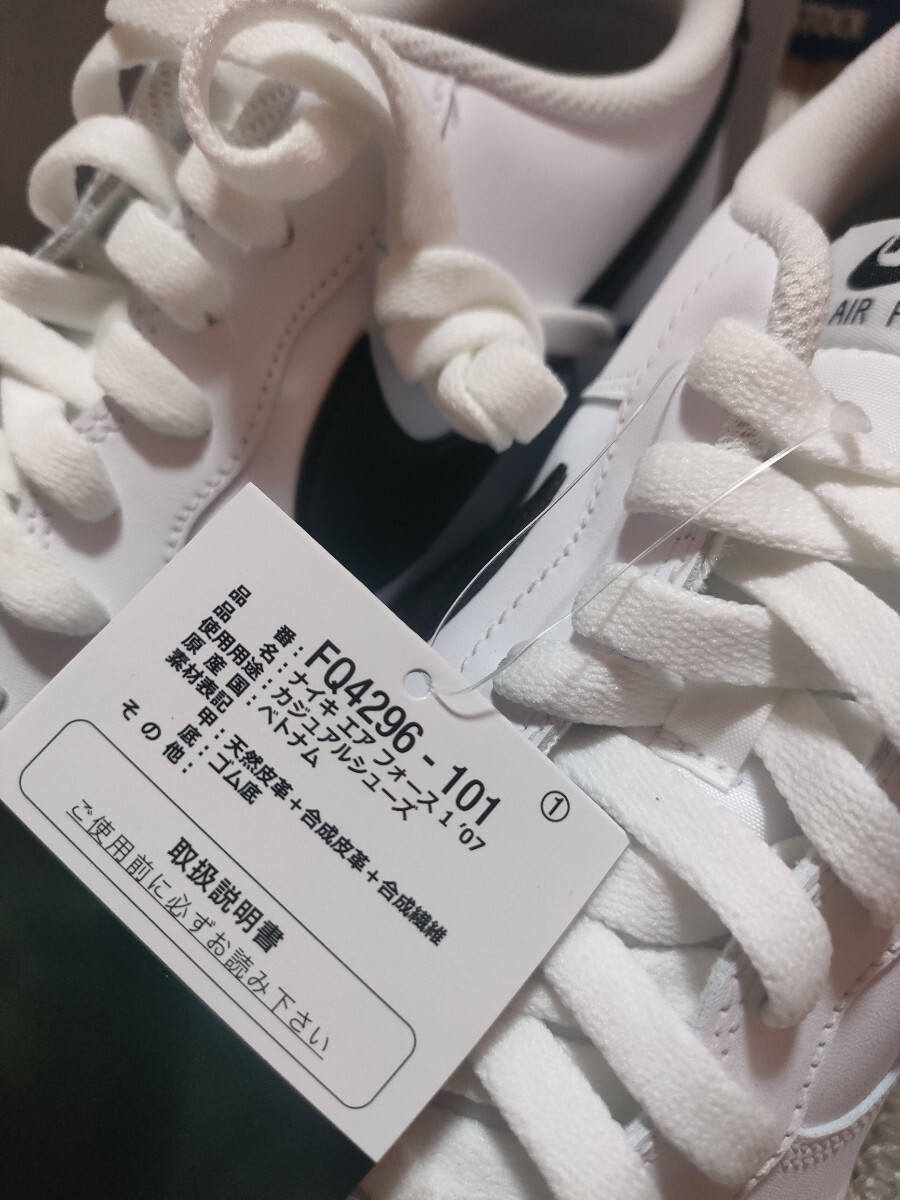 品番：FQ4296-101
①
品名：ナイキ エア フォース 1 '07
使用用途：カジュアルシューズ
原産国：ベトナム
素材表記
甲：天然皮革＋合成皮革＋合成繊維
底：ゴム底
その他：
取扱説明書
ご使用前に必ずお読み下さい
AIR F
STOCK